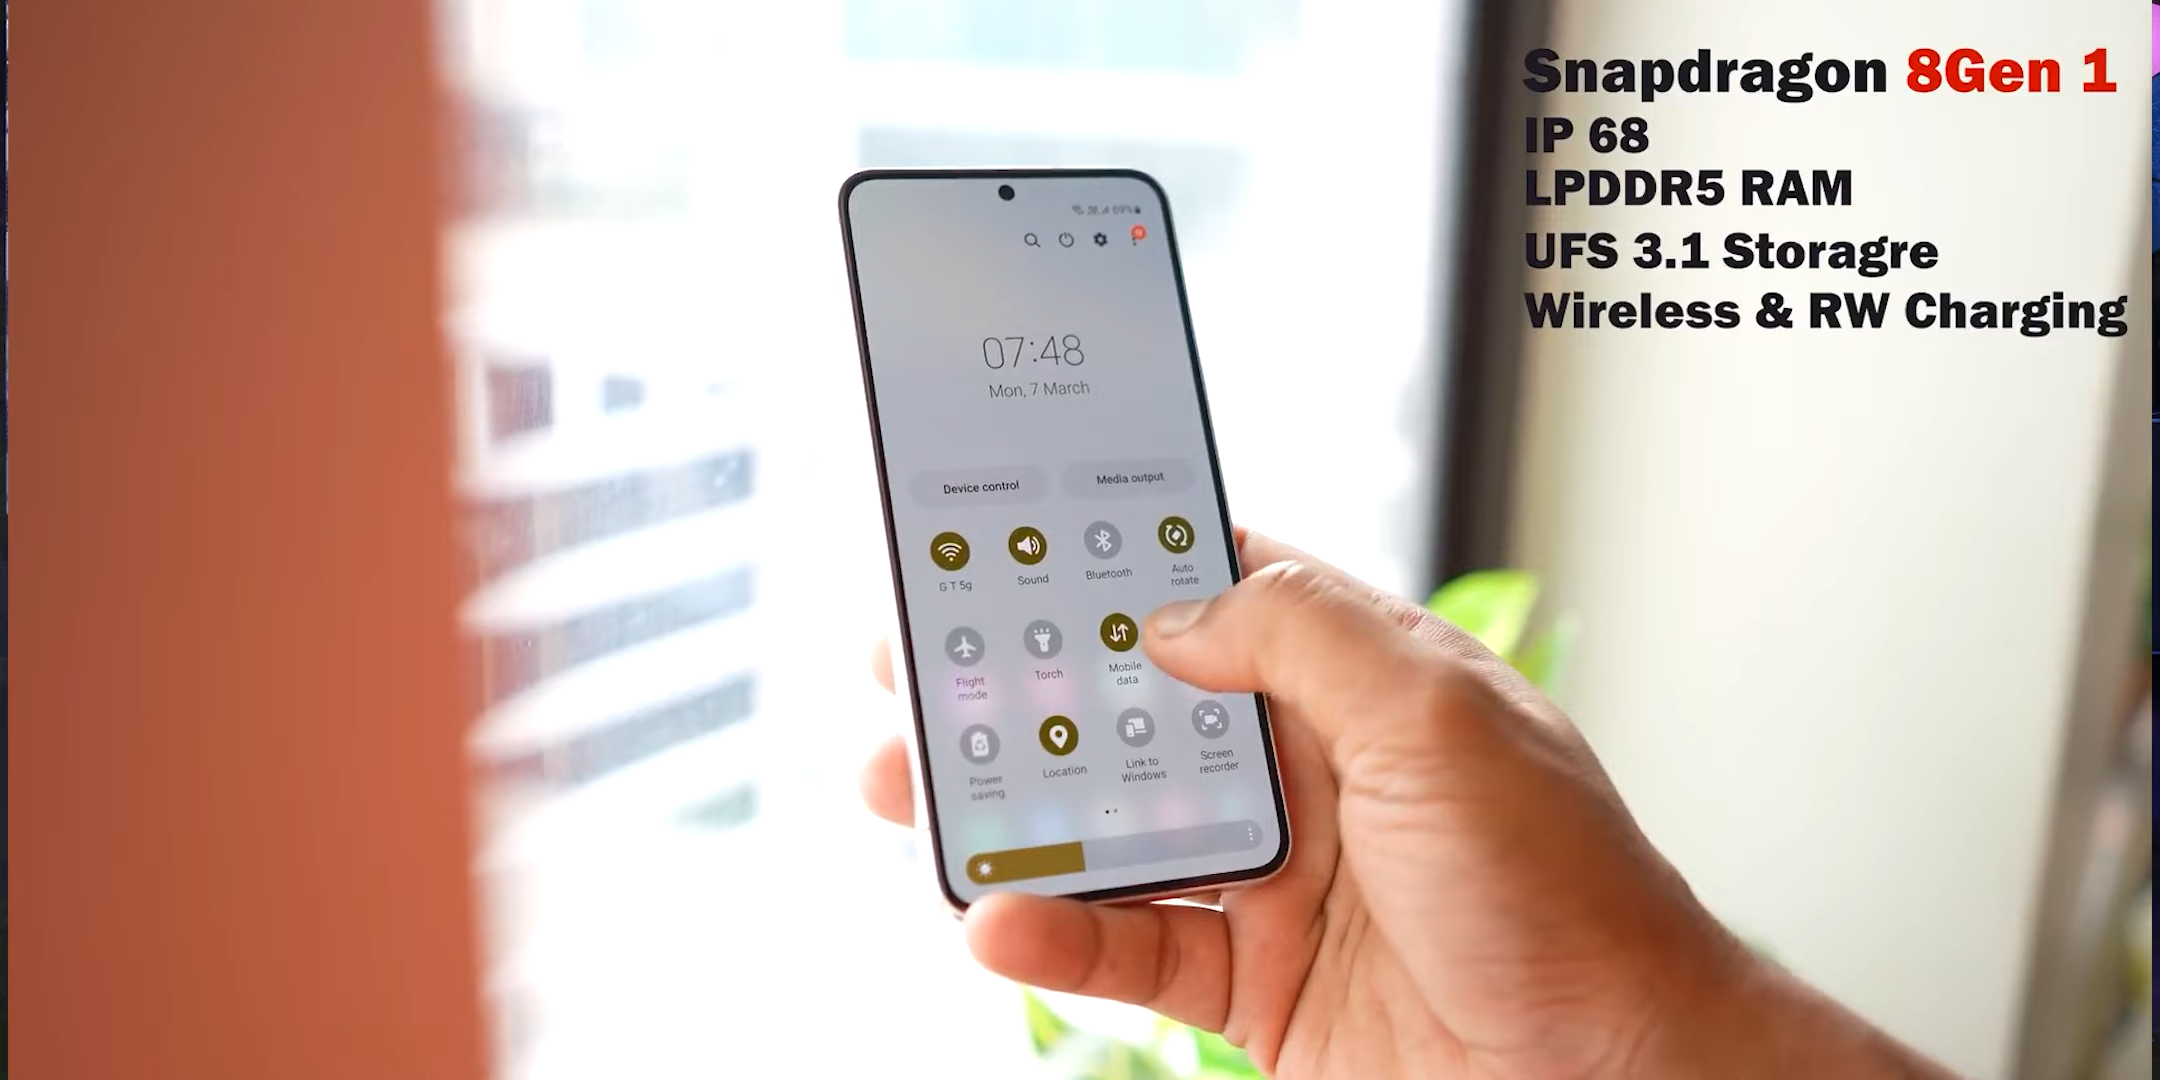 Snapdragon 8Gen 1
IP 68
LPDDR5 RAM
UFS 3.1 Storagre
Wireless & RW Charging
69%
07:48
Mon, 7 March
Device control
Media output
G T 5g
Sound
Bluetooth
Auto
rotate
Flight
mode
Torch
Mobile
data
Power
saving
Location
Link to
Windows
Screen
recorder